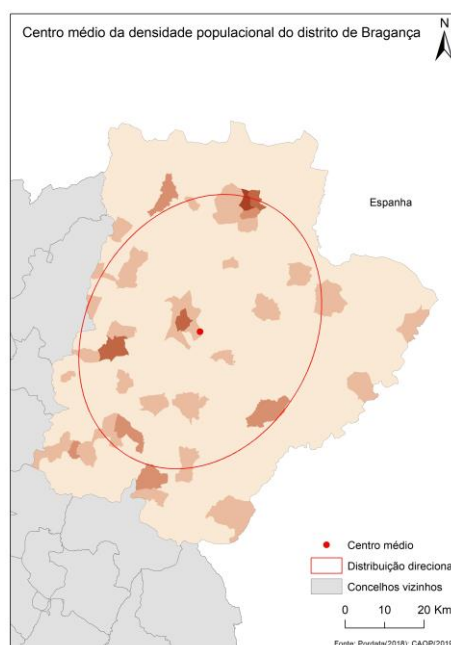 Centro médio da densidade populacional do distrito de Bragança
N
Espanha
Centro médio
Distribuição direciona
Concelhos vizinhos
0 10 20 Km
Fonte: Pordata(2018); CAOP(2019